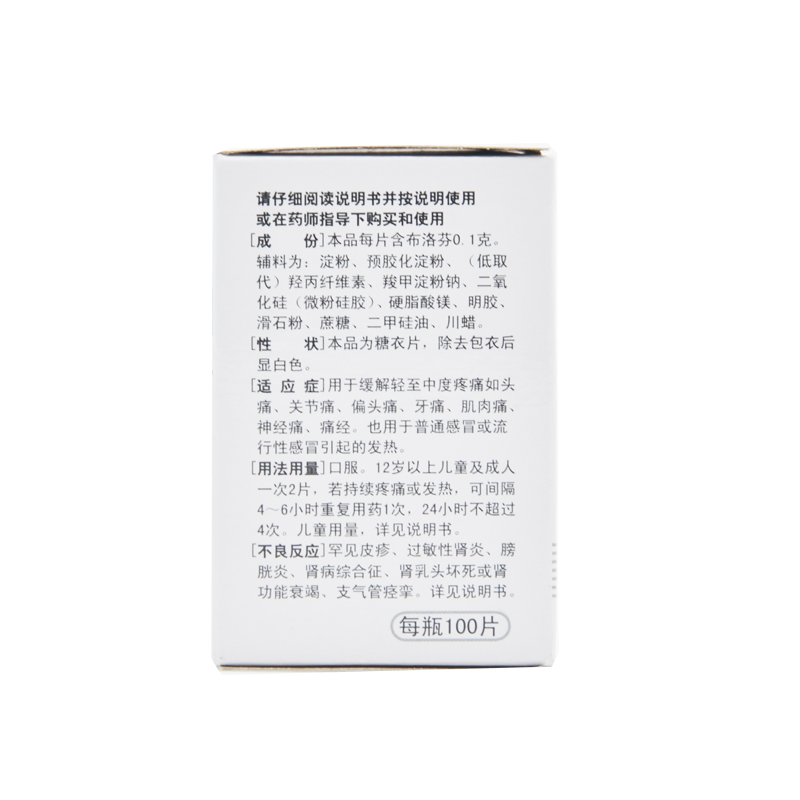 请仔细阅读说明书并按说明使用
或在药师指导下购买和使用
[成　份]本品每片含布洛芬0.1克。
辅料为：淀粉、预胶化淀粉、（低取
代）羟丙纤维素、羧甲淀粉钠、二氧
化硅（微粉硅胶）、硬脂酸镁、明胶、
滑石粉、蔗糖、二甲硅油、川蜡。
[性　状]本品为糖衣片，除去包衣后
显白色。
[适应症]用于缓解轻至中度疼痛如头
痛、关节痛、偏头痛、牙痛、肌肉痛、
神经痛、痛经。也用于普通感冒或流
行性感冒引起的发热。
[用法用量]口服。12岁以上儿童及成人
一次2片，若持续疼痛或发热，可间隔
4～6小时重复用药1次，24小时不超过
4次。儿童用量，详见说明书。
[不良反应]罕见皮疹、过敏性肾炎、膀
胱炎、肾病综合征、肾乳头坏死或肾
功能衰竭、支气管痉挛。详见说明书。
每瓶100片